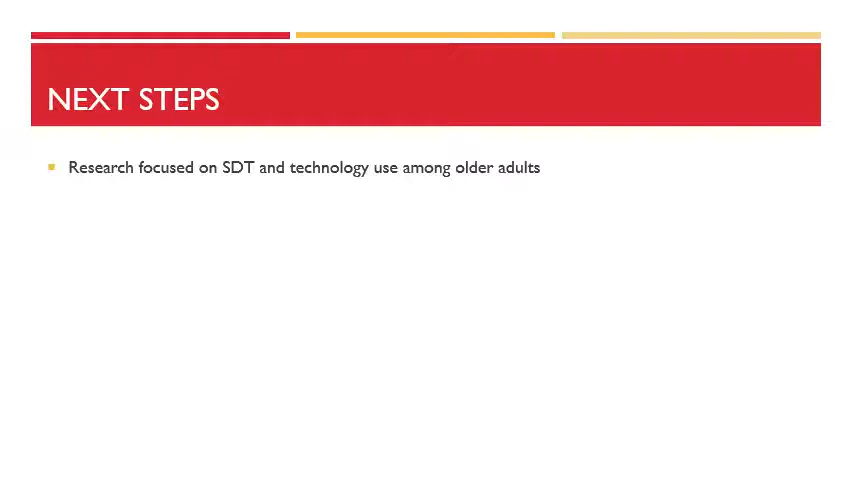 NEXT STEPS
Research focused on SDT and technology use among older adults